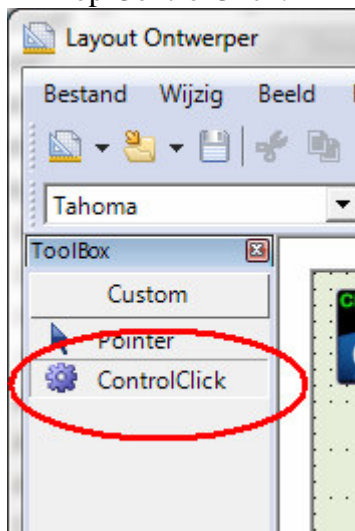 Layout Ontwerper
Bestand Wijzig Beeld
Tahoma
ToolBox
Custom
Pointer
ControlClick